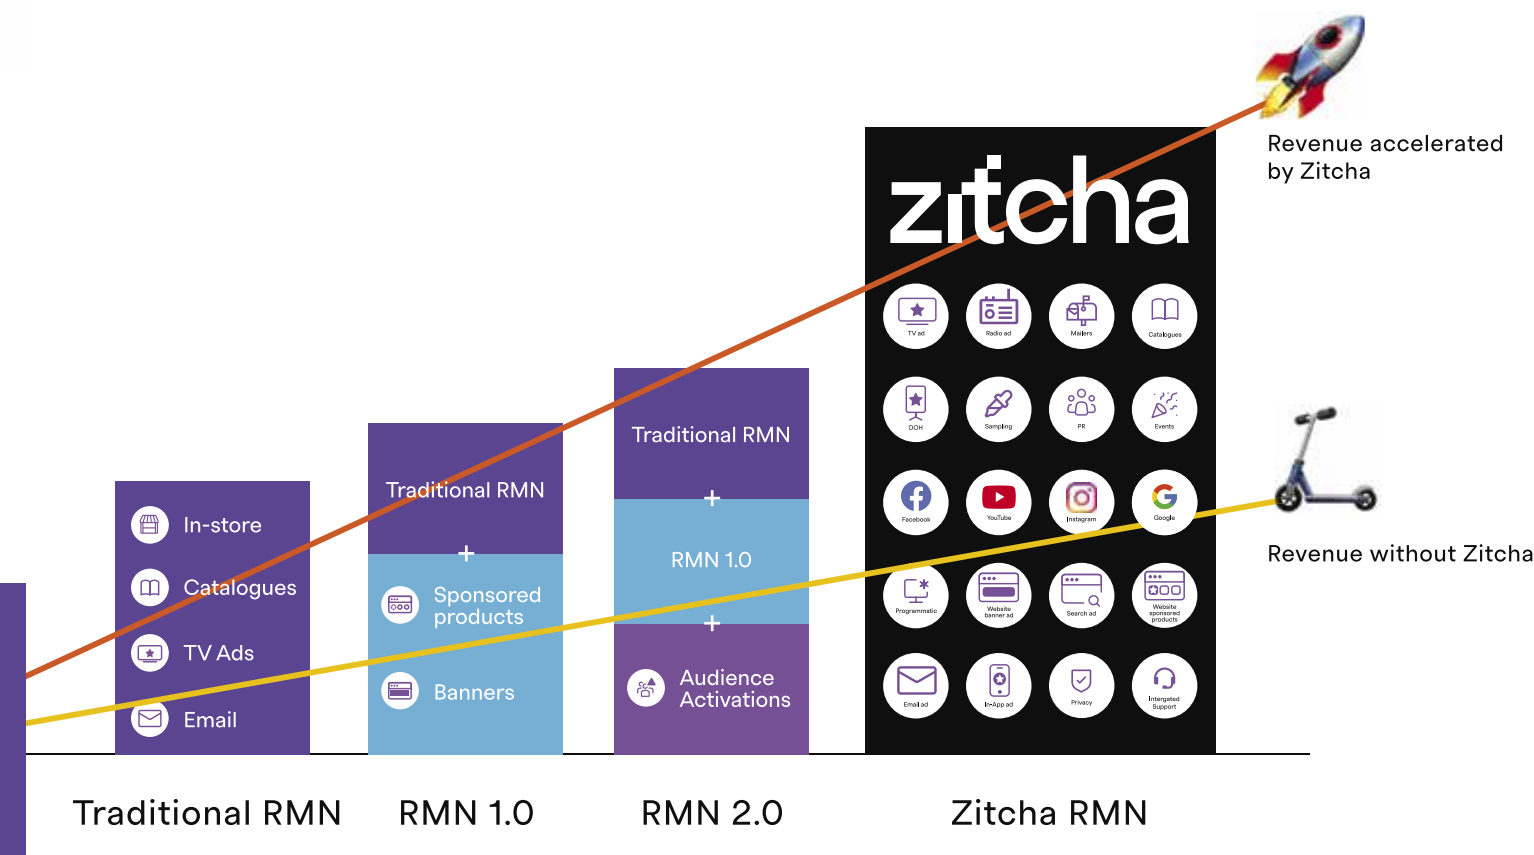 Revenue accelerated
by Zitcha
zitcha
TV ad
Radio ad
Mailers
Catalogues
OOH
Sampling
PR
Events
Facebook
YouTube
Instagram
Google
Programmatic
Website
banner ad
Search ad
Website
sponsored
products
Email ad
In-App ad
Privacy
Intergated
Support
Revenue without Zitcha
In-store
Catalogues
TV Ads
Email
Traditional RMN
+
Sponsored
products
Banners
Traditional RMN
+
RMN 1.0
+
Audience
Activations
Traditional RMN
RMN 1.0
RMN 2.0
Zitcha RMN